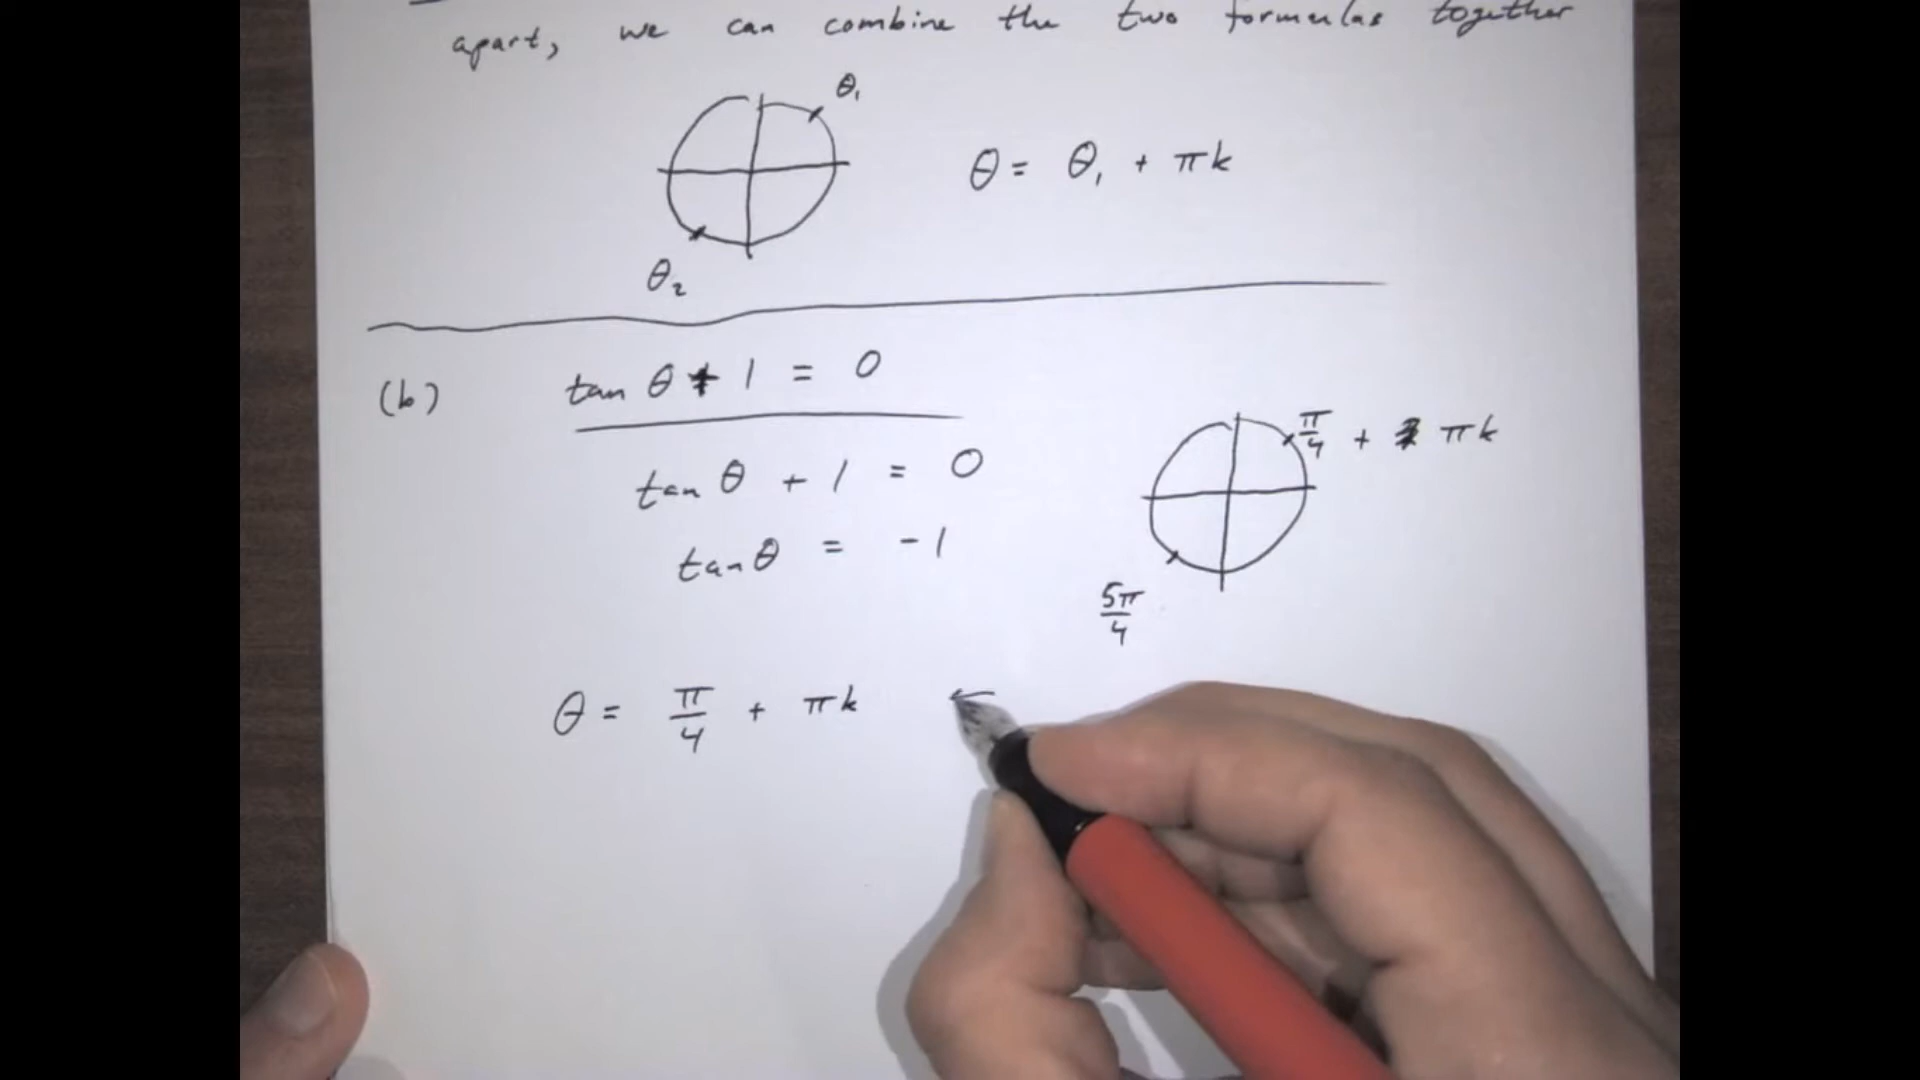 apart, we can combine the two formulas together
θ₁
θ = θ₁ + πk
θ₂
(b) tan θ + 1 = 0
tan θ + 1 = 0
tan θ = -1
π/4 + πk
5π/4
θ = π/4 + πk ←